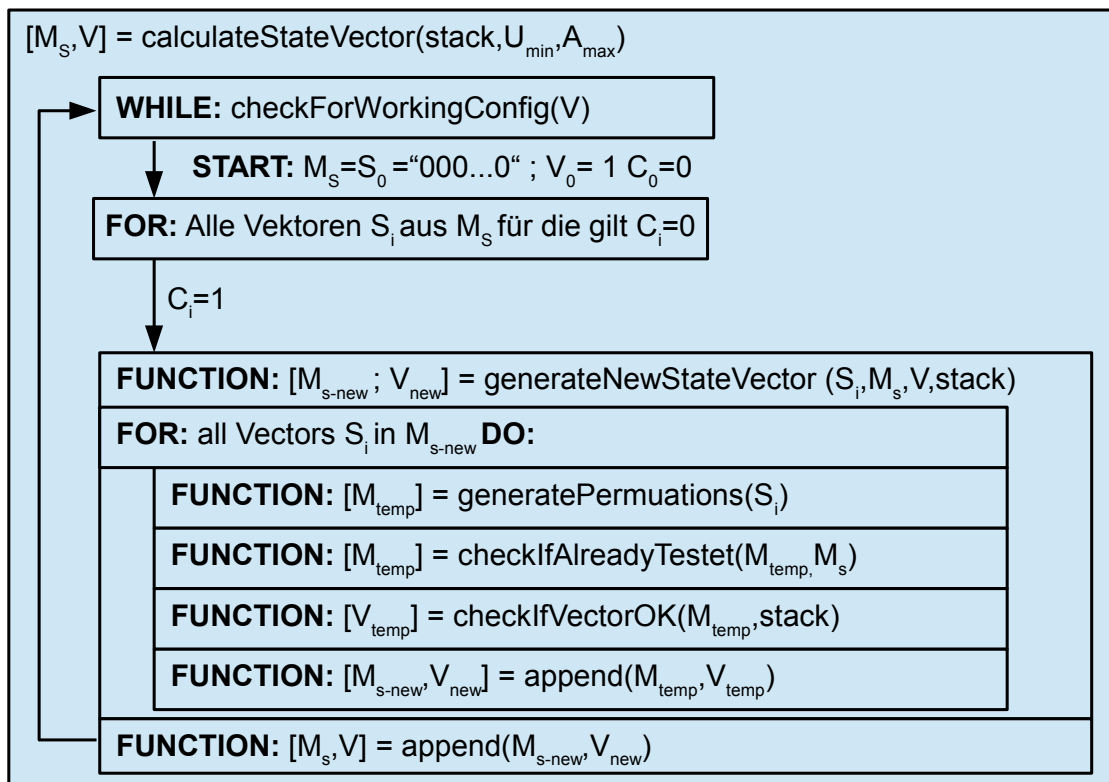 [M_S,V] = calculateStateVector(stack,U_min,A_max)
WHILE: checkForWorkingConfig(V)
START: M_S=S_0 =“000...0“ ; V_0= 1 C_0=0
FOR: Alle Vektoren S_i aus M_S für die gilt C_i=0
C_i=1
FUNCTION: [M_s-new ; V_new] = generateNewStateVector (S_i,M_s,V,stack)
FOR: all Vectors S_i in M_s-new DO:
FUNCTION: [M_temp] = generatePermuations(S_i)
FUNCTION: [M_temp] = checkIfAlreadyTestet(M_temp,M_s)
FUNCTION: [V_temp] = checkIfVectorOK(M_temp,stack)
FUNCTION: [M_s-new,V_new] = append(M_temp,V_temp)
FUNCTION: [M_s,V] = append(M_s-new,V_new)